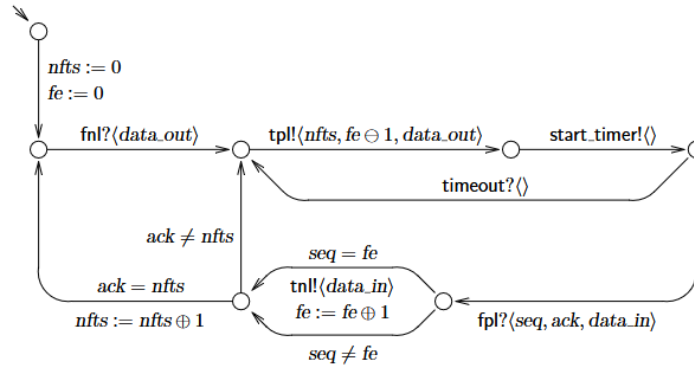 nfts := 0
fe := 0
fnl?⟨data_out⟩
tpl!⟨nfts, fe ⊖ 1, data_out⟩
start_timer!⟨⟩
timeout?⟨⟩
ack ≠ nfts
seq = fe
ack = nfts
tnl!⟨data_in⟩
nfts := nfts ⊕ 1
fe := fe ⊕ 1
fpl?⟨seq, ack, data_in⟩
seq ≠ fe